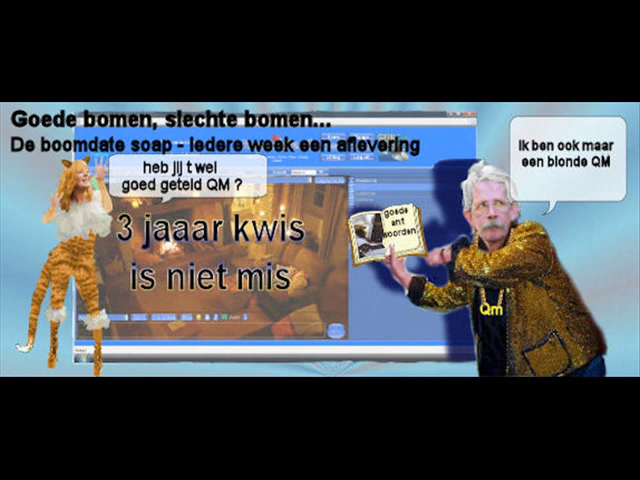 Goede bomen, slechte bomen...
De boomdate soap - iedere week een aflevering
heb jij t wel
goed geteld QM ?
3 jaaar kwis
is niet mis
goede
ant
woorden
Ik ben ook maar
een blonde QM
Qm